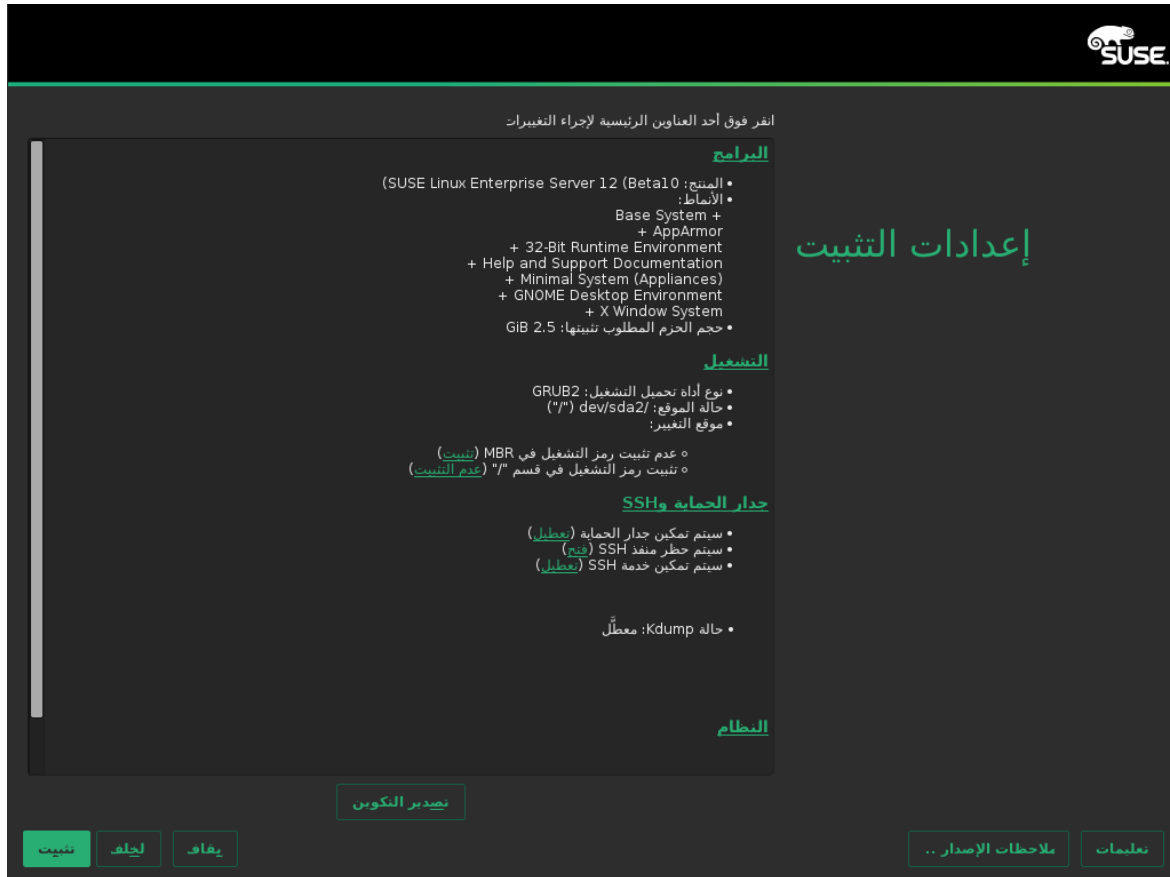 SUSE.
انقر فوق أحد العناوين الرئيسية لإجراء التغييرات
إعدادات التثبيت
البرامج
• المنتج: SUSE Linux Enterprise Server 12 (Beta10)
• الأنماط:
+ Base System
+ AppArmor
+ 32-Bit Runtime Environment
+ Help and Support Documentation
+ Minimal System (Appliances)
+ GNOME Desktop Environment
+ X Window System
• حجم الحزم المطلوب تثبيتها: 2.5 GiB
التشغيل
• نوع أداة تحميل التشغيل: GRUB2
• حالة الموقع: /dev/sda2 ("/")
• موقع التغيير:
عدم تثبيت رمز التشغيل في MBR (تثبيت)
تثبيت رمز التشغيل في قسم "/" (عدم التثبيت)
جدار الحماية وSSH
• سيتم تمكين جدار الحماية (تعطيل)
• سيتم حظر منفذ SSH (فتح)
• سيتم تمكين خدمة SSH (تعطيل)
• حالة Kdump: معطَّل
النظام
تصدير التكوين
تعليمات
ملاحظات الإصدار ..
يقاف
لخلف
تثبيت